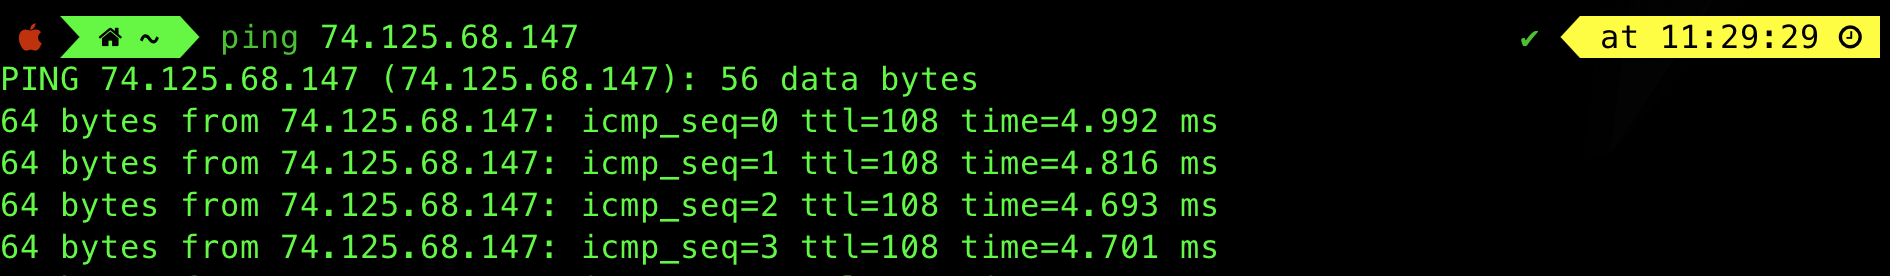 ~ ping 74.125.68.147 ✔ at 11:29:29
PING 74.125.68.147 (74.125.68.147): 56 data bytes
64 bytes from 74.125.68.147: icmp_seq=0 ttl=108 time=4.992 ms
64 bytes from 74.125.68.147: icmp_seq=1 ttl=108 time=4.816 ms
64 bytes from 74.125.68.147: icmp_seq=2 ttl=108 time=4.693 ms
64 bytes from 74.125.68.147: icmp_seq=3 ttl=108 time=4.701 ms